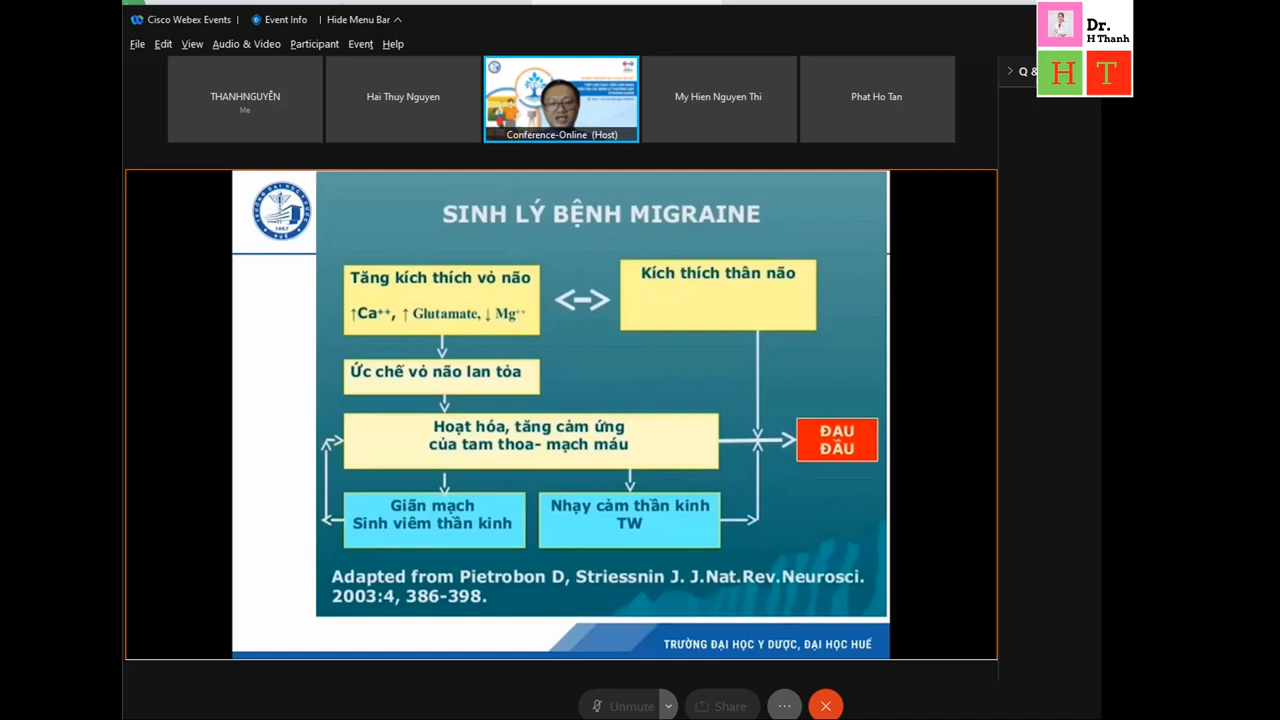 Cisco Webex Events
Event Info
Hide Menu Bar
Dr.
H Thanh
H T
File Edit View Audio & Video Participant Event Help
Q &
THANHNGUYỄN
Me
Hai Thuy Nguyen
Conference-Online (Host)
My Hien Nguyen Thi
Phat Ho Tan
SINH LÝ BỆNH MIGRAINE
Tăng kích thích vỏ não
↑Ca⁺⁺, ↑ Glutamate, ↓ Mg⁺⁺
Kích thích thân não
Ức chế vỏ não lan tỏa
Hoạt hóa, tăng cảm ứng
của tam thoa- mạch máu
ĐAU
ĐẦU
Giãn mạch
Sinh viêm thần kinh
Nhạy cảm thần kinh
TW
Adapted from Pietrobon D, Striessnin J. J.Nat.Rev.Neurosci.
2003:4, 386-398.
TRƯỜNG ĐẠI HỌC Y DƯỢC, ĐẠI HỌC HUẾ
Unmute
Share